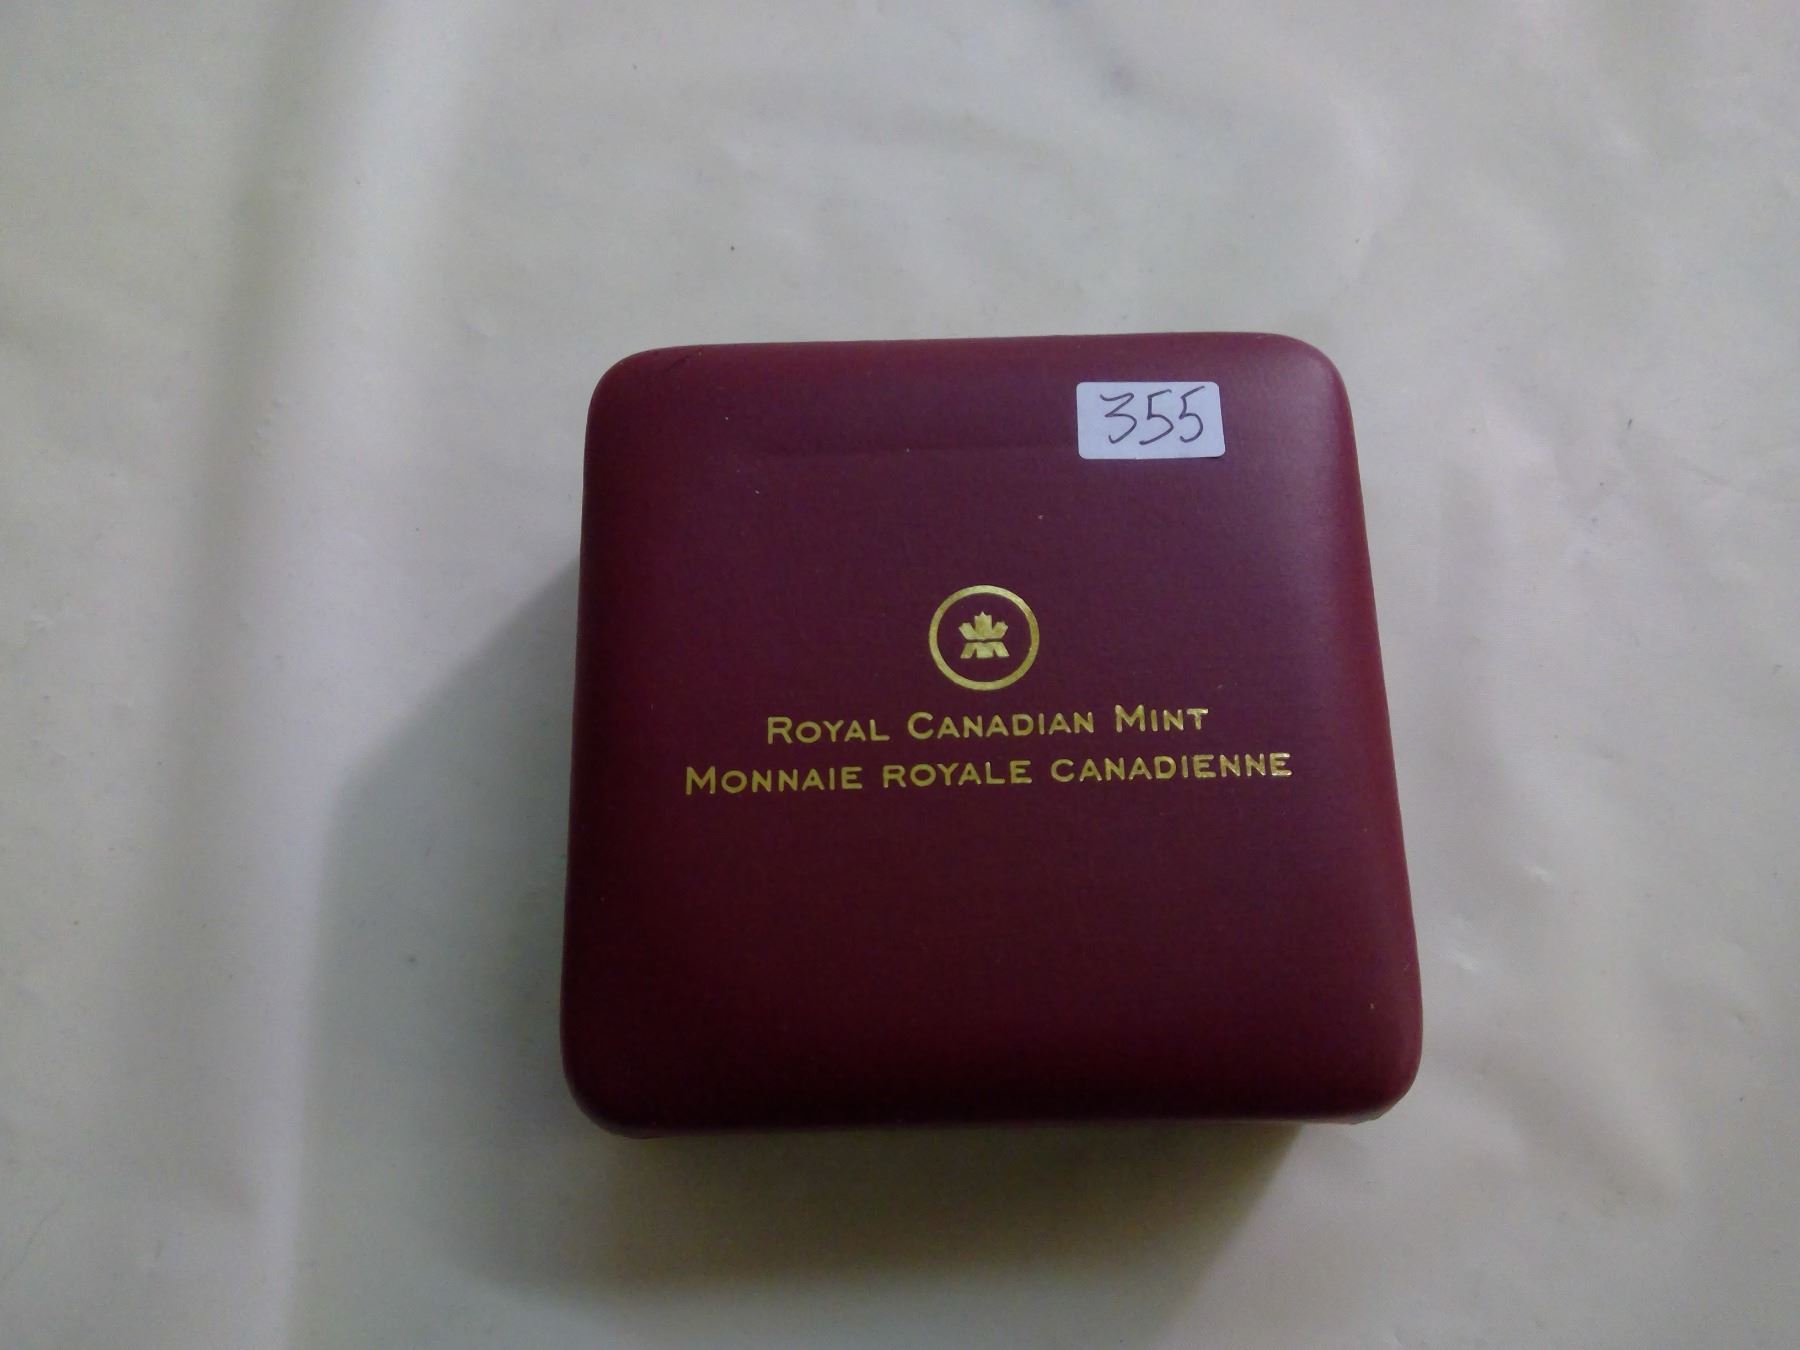 355
ROYAL CANADIAN MINT
MONNAIE ROYALE CANADIENNE